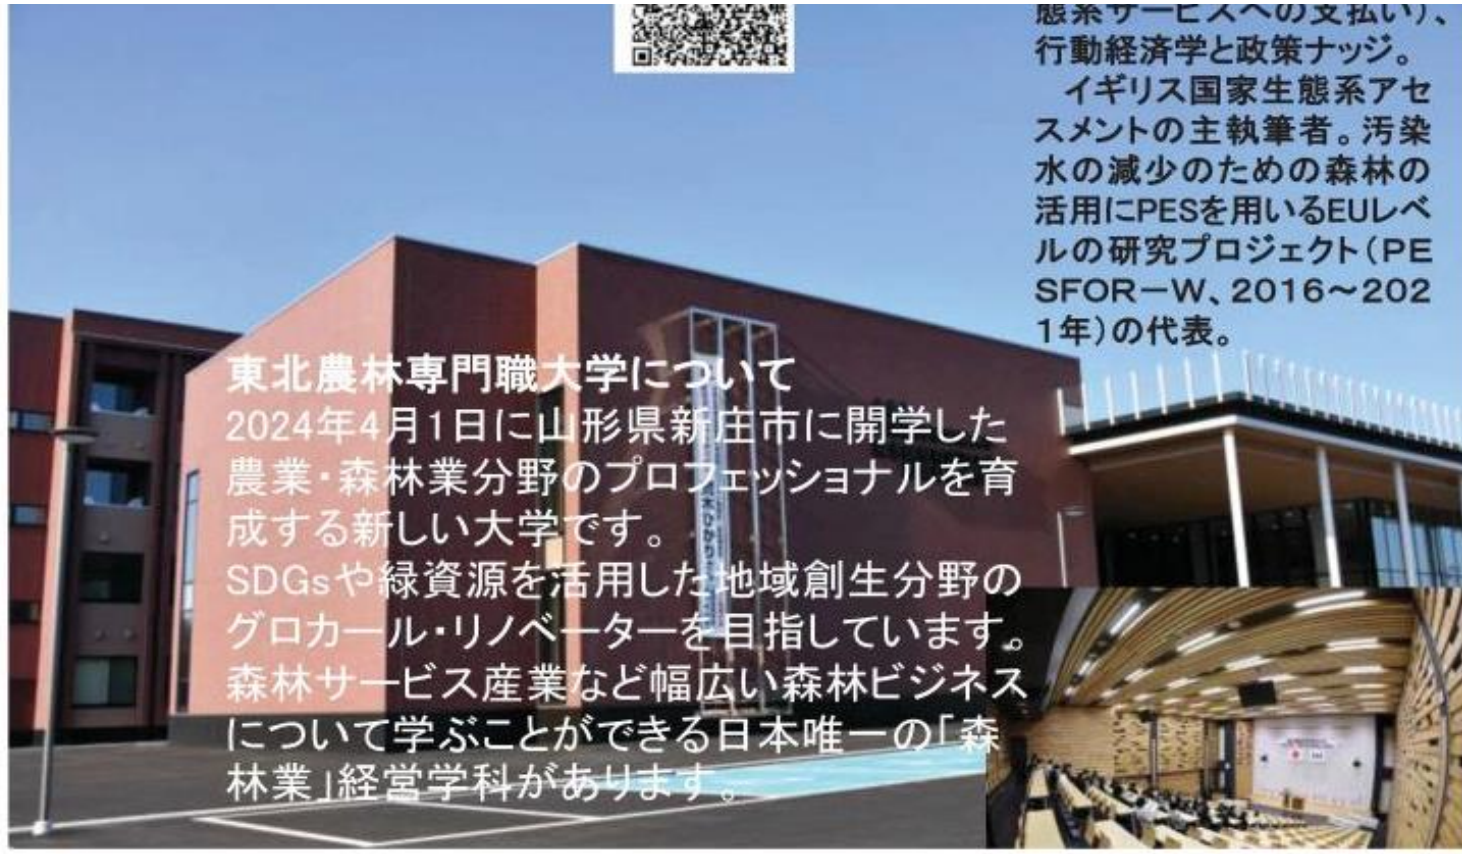 態系サービスへの支払い)、
行動経済学と政策ナッジ。
イギリス国家生態系アセ
スメントの主執筆者。汚染
水の減少のための森林の
活用にPESを用いるEUレベ
ルの研究プロジェクト(PE
SFOR－W、2016～202
1年)の代表。
東北農林専門職大学について
2024年4月1日に山形県新庄市に開学した
農業・森林業分野のプロフェッショナルを育
成する新しい大学です。
SDGsや緑資源を活用した地域創生分野の
グロカール・リノベーターを目指しています。
森林サービス産業など幅広い森林ビジネス
について学ぶことができる日本唯一の「森
林業」経営学科があります。